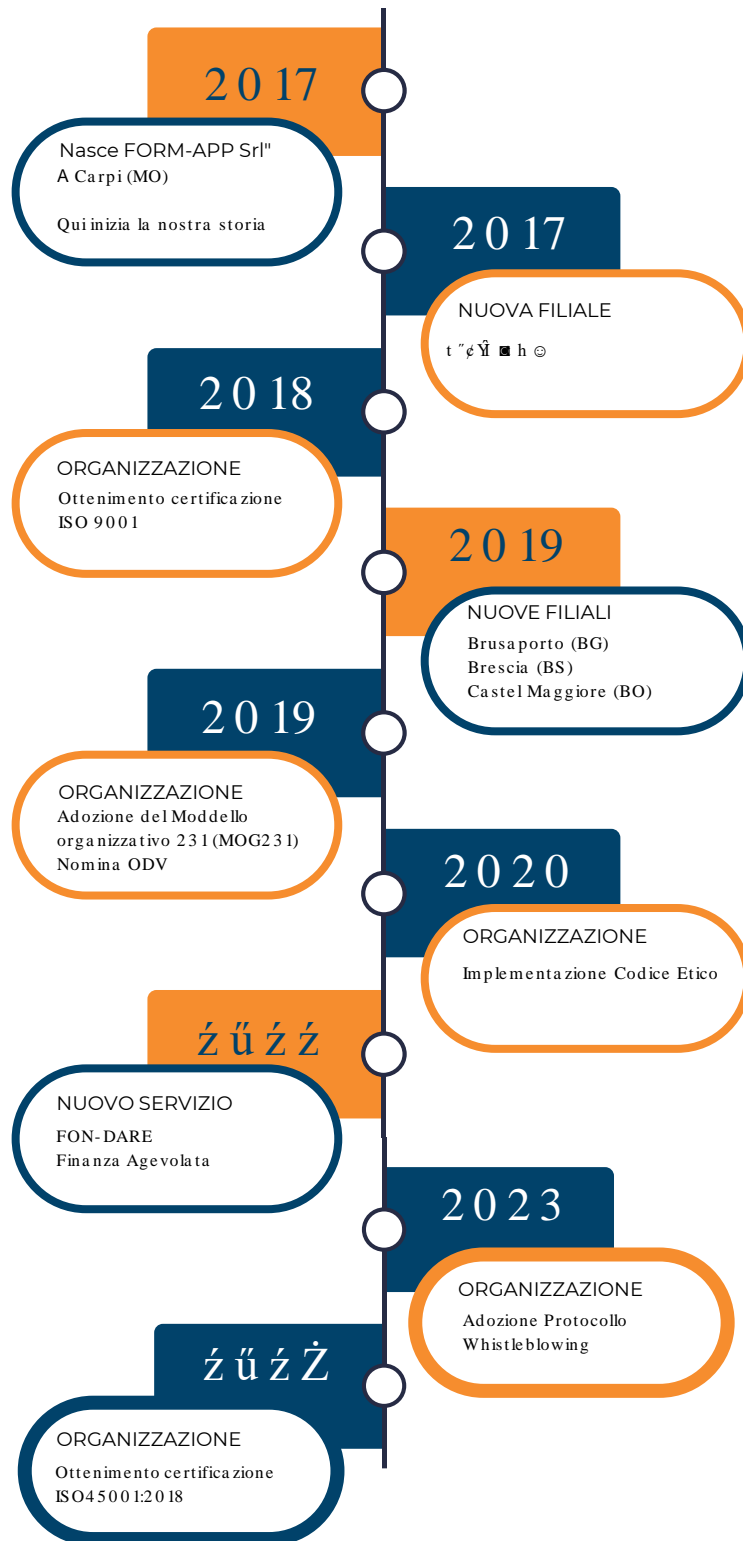 2017
Nasce FORM-APP Srl"
A Carpi (MO)
Qui inizia la nostra storia
2017
NUOVA FILIALE
2018
ORGANIZZAZIONE
Ottenimento certificazione
ISO 9001
2019
NUOVE FILIALI
Brusaporto (BG)
Brescia (BS)
Castel Maggiore (BO)
2019
ORGANIZZAZIONE
Adozione del Moddello
organizzativo 231 (MOG231)
Nomina ODV
2020
ORGANIZZAZIONE
Implementazione Codice Etico
ź ű ź ź
NUOVO SERVIZIO
FON-DARE
Finanza Agevolata
2023
ORGANIZZAZIONE
Adozione Protocollo
Whistleblowing
ź ű ź Ż
ORGANIZZAZIONE
Ottenimento certificazione
ISO45001:2018